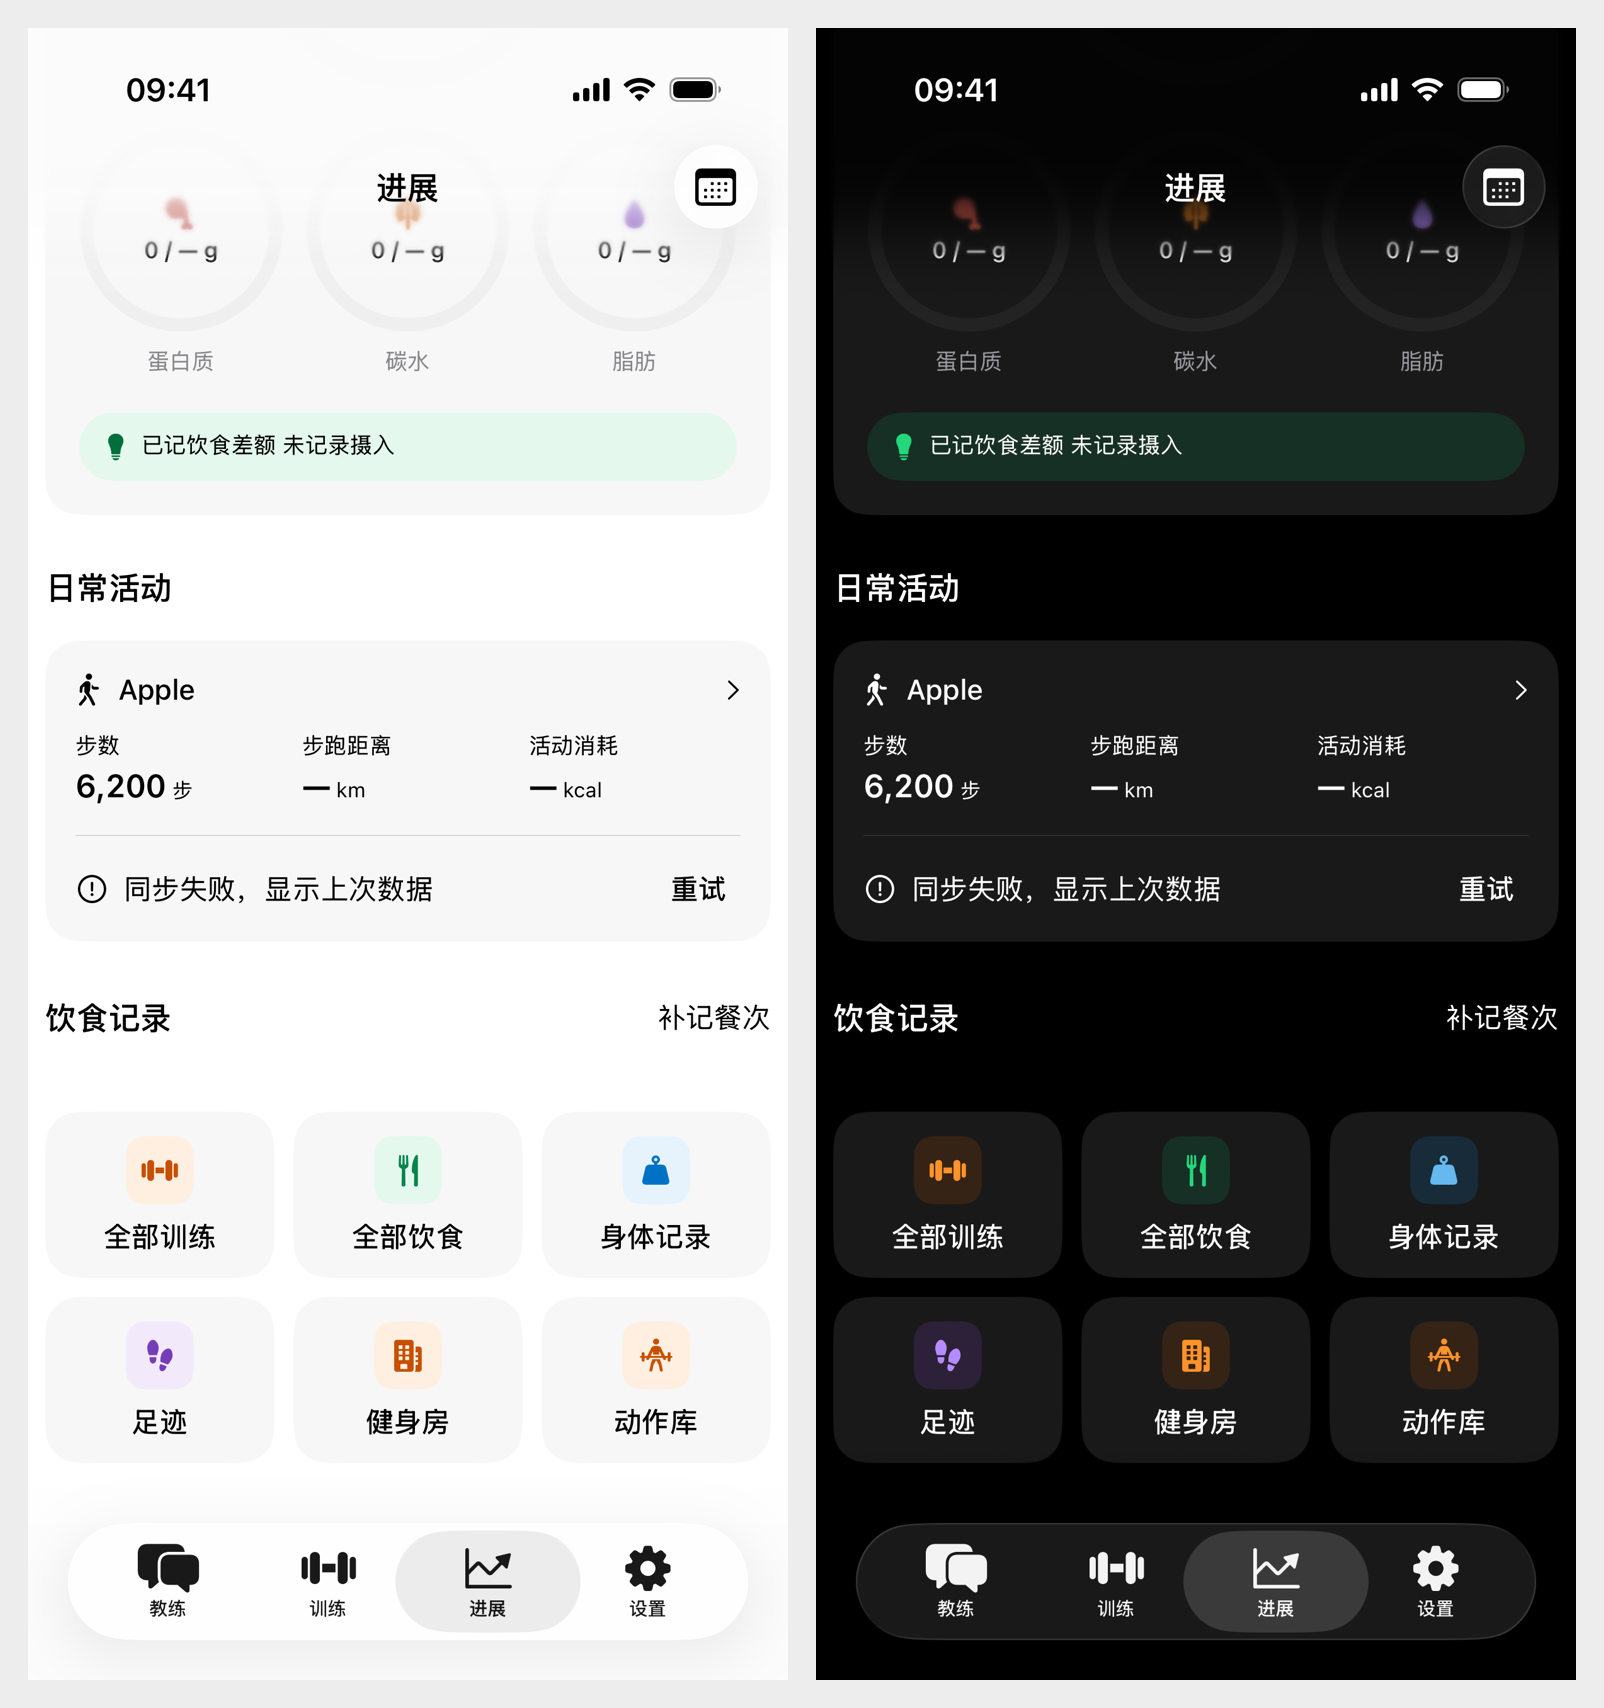 09:41
进展
0 / — g
0 / — g
0 / — g
蛋白质
碳水
脂肪
已记饮食差额 未记录摄入
日常活动
Apple
步数
步跑距离
活动消耗
6,200 步
— km
— kcal
同步失败，显示上次数据
重试
饮食记录
补记餐次
全部训练
全部饮食
身体记录
足迹
健身房
动作库
教练
训练
进展
设置
09:41
进展
0 / — g
0 / — g
0 / — g
蛋白质
碳水
脂肪
已记饮食差额 未记录摄入
日常活动
Apple
步数
步跑距离
活动消耗
6,200 步
— km
— kcal
同步失败，显示上次数据
重试
饮食记录
补记餐次
全部训练
全部饮食
身体记录
足迹
健身房
动作库
教练
训练
进展
设置